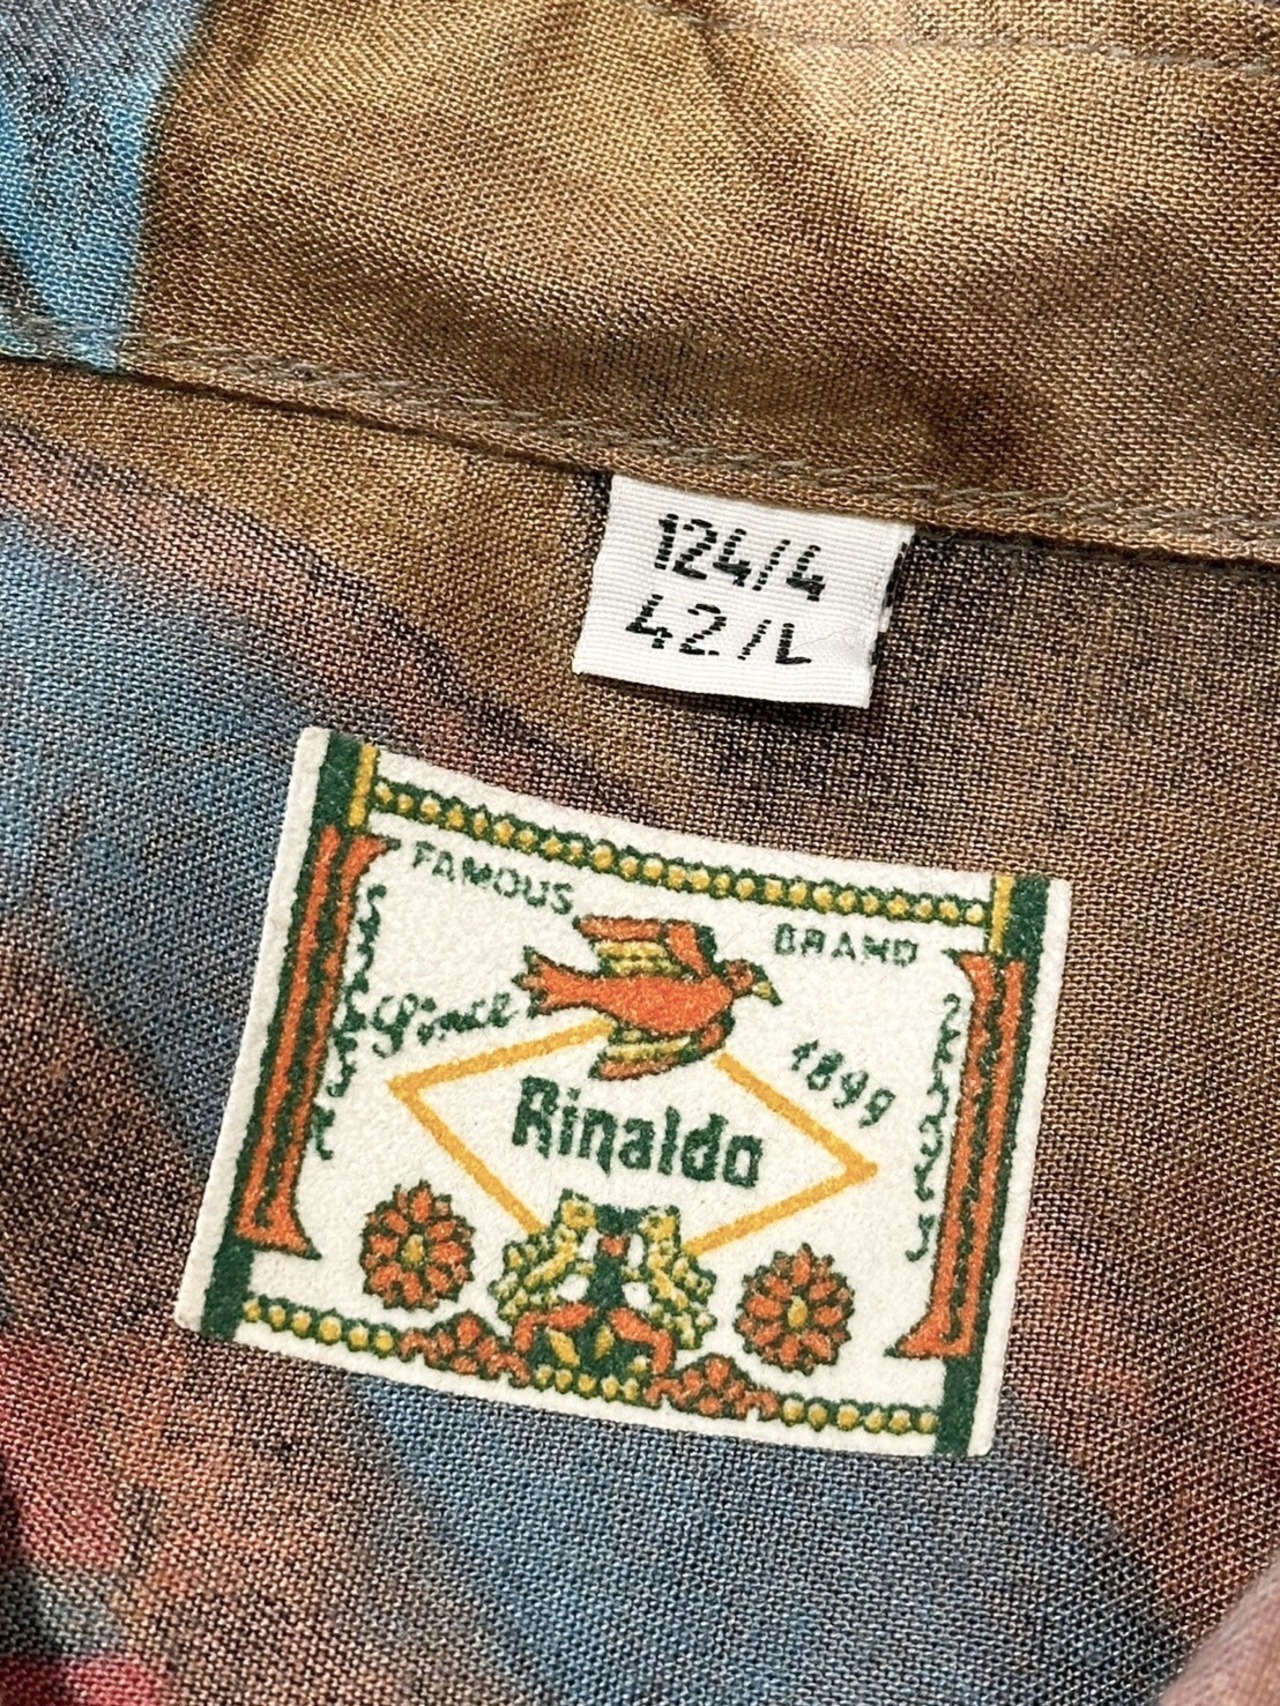 124/4
42/L
FAMOUS BRAND
Since 1899
Rinaldo